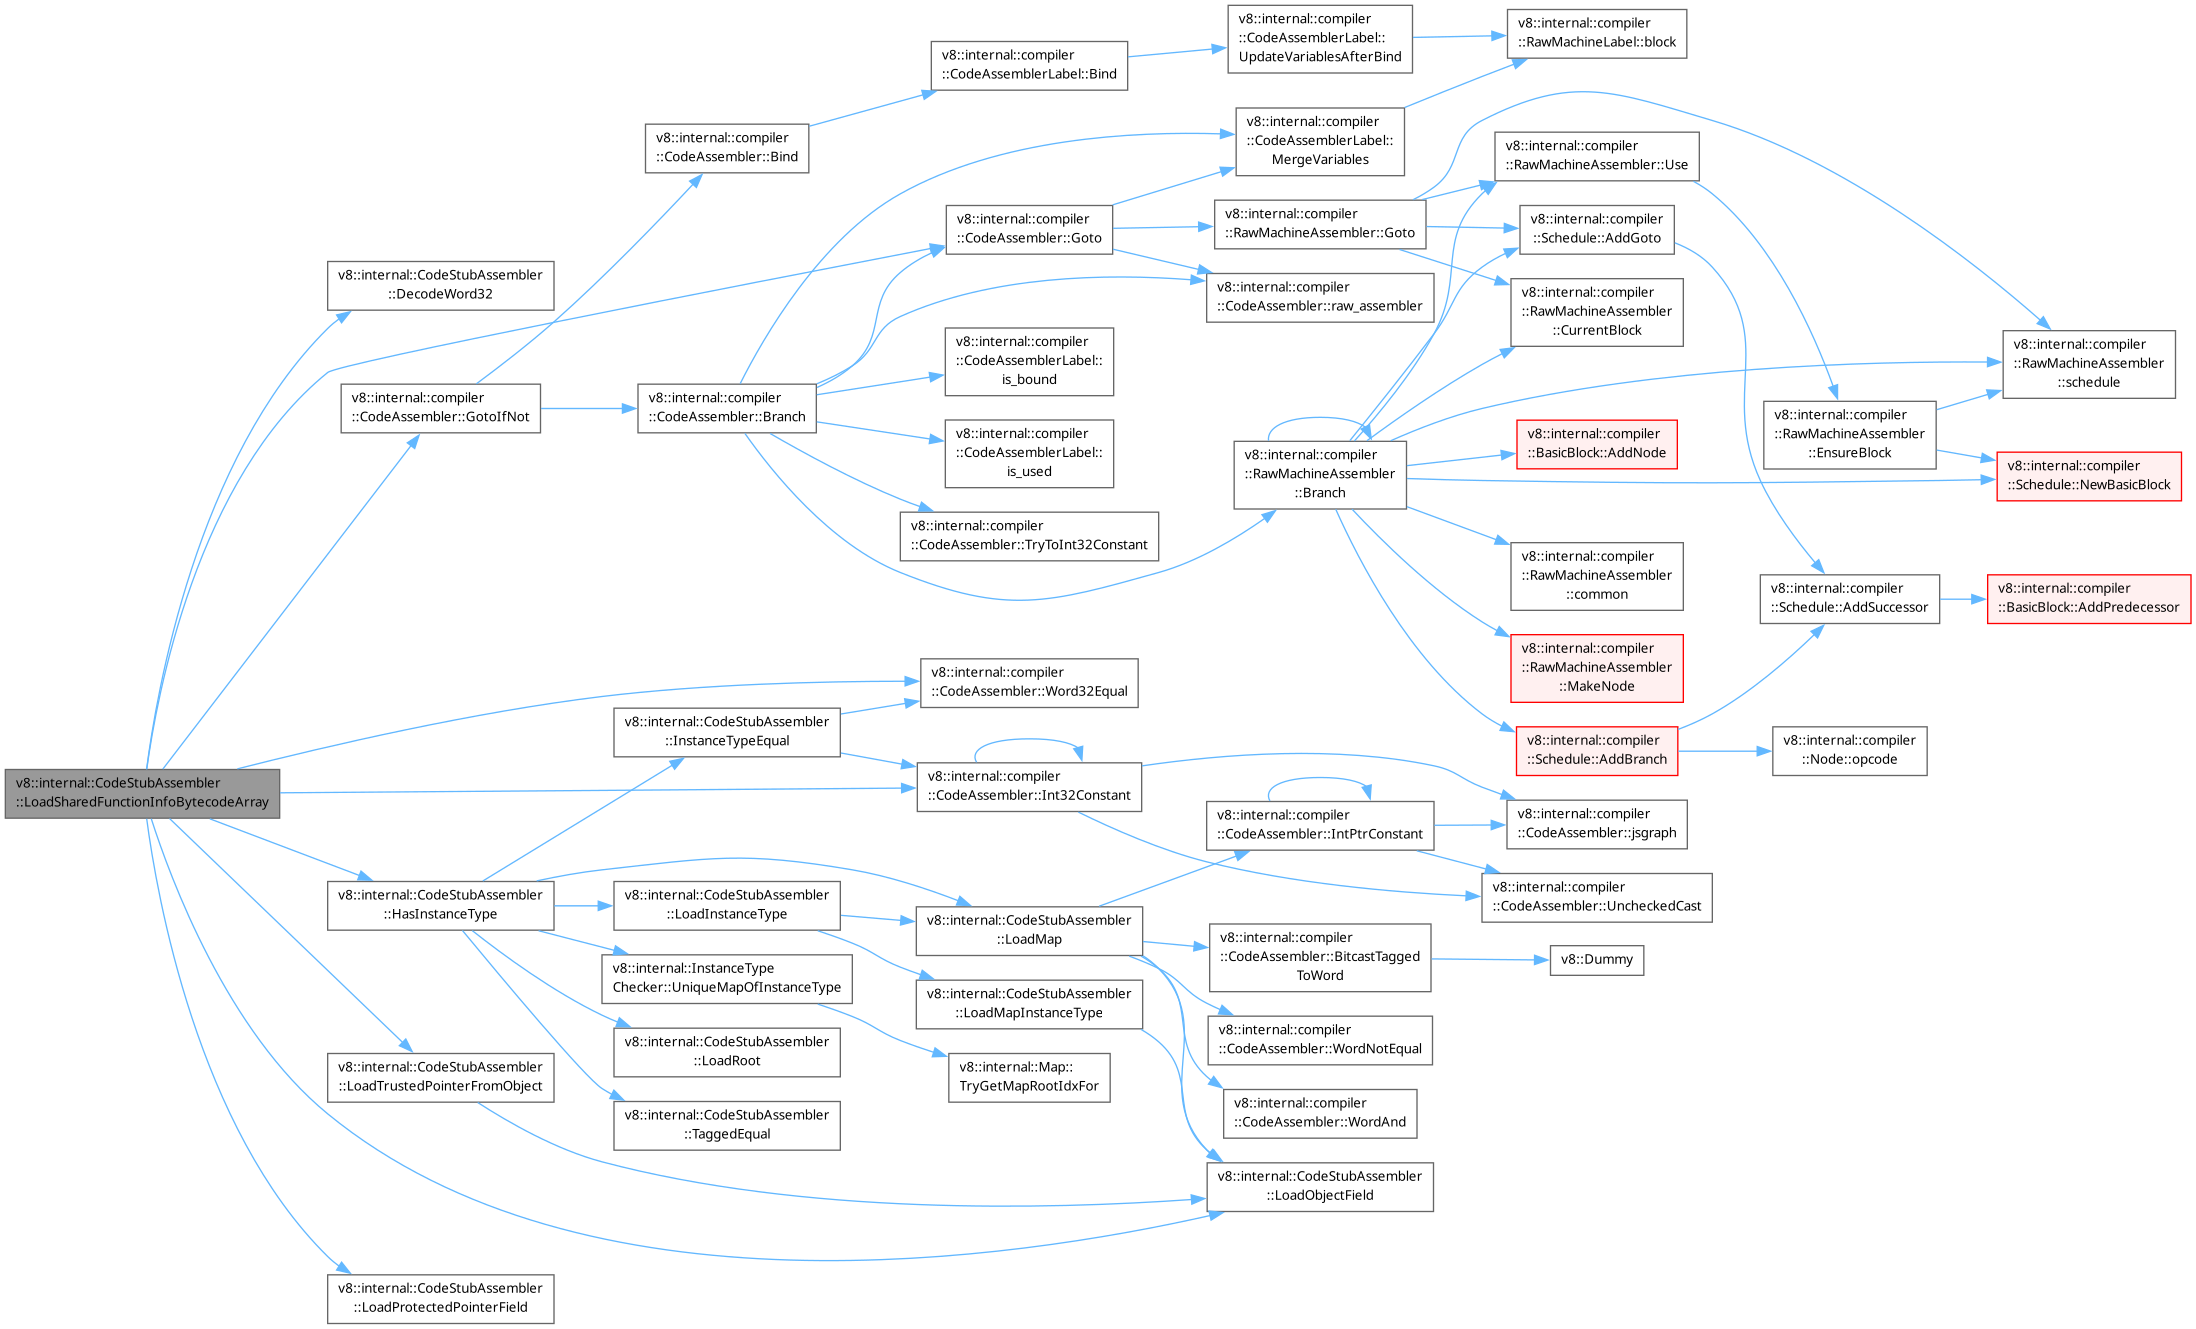 v8::internal::CodeStubAssembler
::LoadSharedFunctionInfoBytecodeArray
v8::internal::CodeStubAssembler
::DecodeWord32
v8::internal::compiler
::CodeAssembler::GotoIfNot
v8::internal::CodeStubAssembler
::HasInstanceType
v8::internal::CodeStubAssembler
::LoadTrustedPointerFromObject
v8::internal::CodeStubAssembler
::LoadProtectedPointerField
v8::internal::compiler
::CodeAssembler::Bind
v8::internal::compiler
::CodeAssembler::Branch
v8::internal::CodeStubAssembler
::InstanceTypeEqual
v8::internal::CodeStubAssembler
::LoadInstanceType
v8::internal::InstanceType
Checker::UniqueMapOfInstanceType
v8::internal::CodeStubAssembler
::LoadRoot
v8::internal::CodeStubAssembler
::TaggedEqual
v8::internal::compiler
::CodeAssemblerLabel::Bind
v8::internal::compiler
::CodeAssembler::Goto
v8::internal::compiler
::CodeAssemblerLabel::
is_bound
v8::internal::compiler
::CodeAssemblerLabel::
is_used
v8::internal::compiler
::CodeAssembler::TryToInt32Constant
v8::internal::compiler
::CodeAssembler::Word32Equal
v8::internal::compiler
::CodeAssembler::Int32Constant
v8::internal::CodeStubAssembler
::LoadMap
v8::internal::CodeStubAssembler
::LoadMapInstanceType
v8::internal::Map::
TryGetMapRootIdxFor
v8::internal::compiler
::CodeAssemblerLabel::
UpdateVariablesAfterBind
v8::internal::compiler
::CodeAssemblerLabel::
MergeVariables
v8::internal::compiler
::RawMachineAssembler::Goto
v8::internal::compiler
::CodeAssembler::raw_assembler
v8::internal::compiler
::RawMachineAssembler
::Branch
v8::internal::compiler
::CodeAssembler::IntPtrConstant
v8::internal::compiler
::CodeAssembler::BitcastTagged
ToWord
v8::internal::compiler
::CodeAssembler::WordNotEqual
v8::internal::compiler
::CodeAssembler::WordAnd
v8::internal::CodeStubAssembler
::LoadObjectField
v8::internal::compiler
::RawMachineLabel::block
v8::internal::compiler
::RawMachineAssembler::Use
v8::internal::compiler
::Schedule::AddGoto
v8::internal::compiler
::RawMachineAssembler
::CurrentBlock
v8::internal::compiler
::BasicBlock::AddNode
v8::internal::compiler
::RawMachineAssembler
::common
v8::internal::compiler
::RawMachineAssembler
::MakeNode
v8::internal::compiler
::Schedule::AddBranch
v8::internal::compiler
::CodeAssembler::jsgraph
v8::internal::compiler
::CodeAssembler::UncheckedCast
v8::Dummy
v8::internal::compiler
::RawMachineAssembler
::EnsureBlock
v8::internal::compiler
::Schedule::AddSuccessor
v8::internal::compiler
::Node::opcode
v8::internal::compiler
::RawMachineAssembler
::schedule
v8::internal::compiler
::Schedule::NewBasicBlock
v8::internal::compiler
::BasicBlock::AddPredecessor